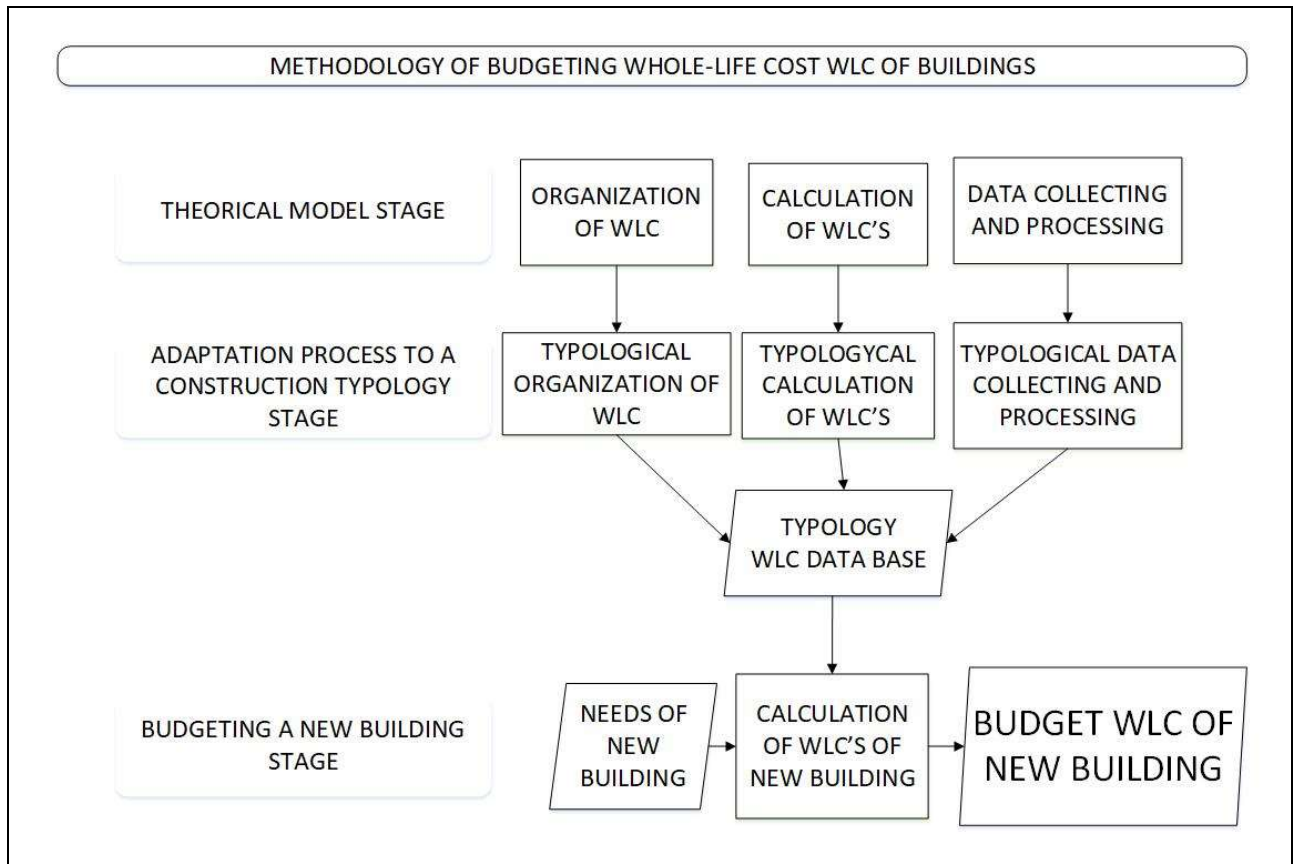 METHODOLOGY OF BUDGETING WHOLE-LIFE COST WLC OF BUILDINGS
THEORICAL MODEL STAGE
ORGANIZATION
OF WLC
CALCULATION
OF WLC'S
DATA COLLECTING
AND PROCESSING
ADAPTATION PROCESS TO A
CONSTRUCTION TYPOLOGY
STAGE
TYPOLOGICAL
ORGANIZATION OF
WLC
TYPOLOGYCAL
CALCULATION
OF WLC'S
TYPOLOGICAL DATA
COLLECTING AND
PROCESSING
TYPOLOGY
WLC DATA BASE
BUDGETING A NEW BUILDING
STAGE
NEEDS OF
NEW
BUILDING
CALCULATION
OF WLC'S OF
NEW BUILDING
BUDGET WLC OF
NEW BUILDING